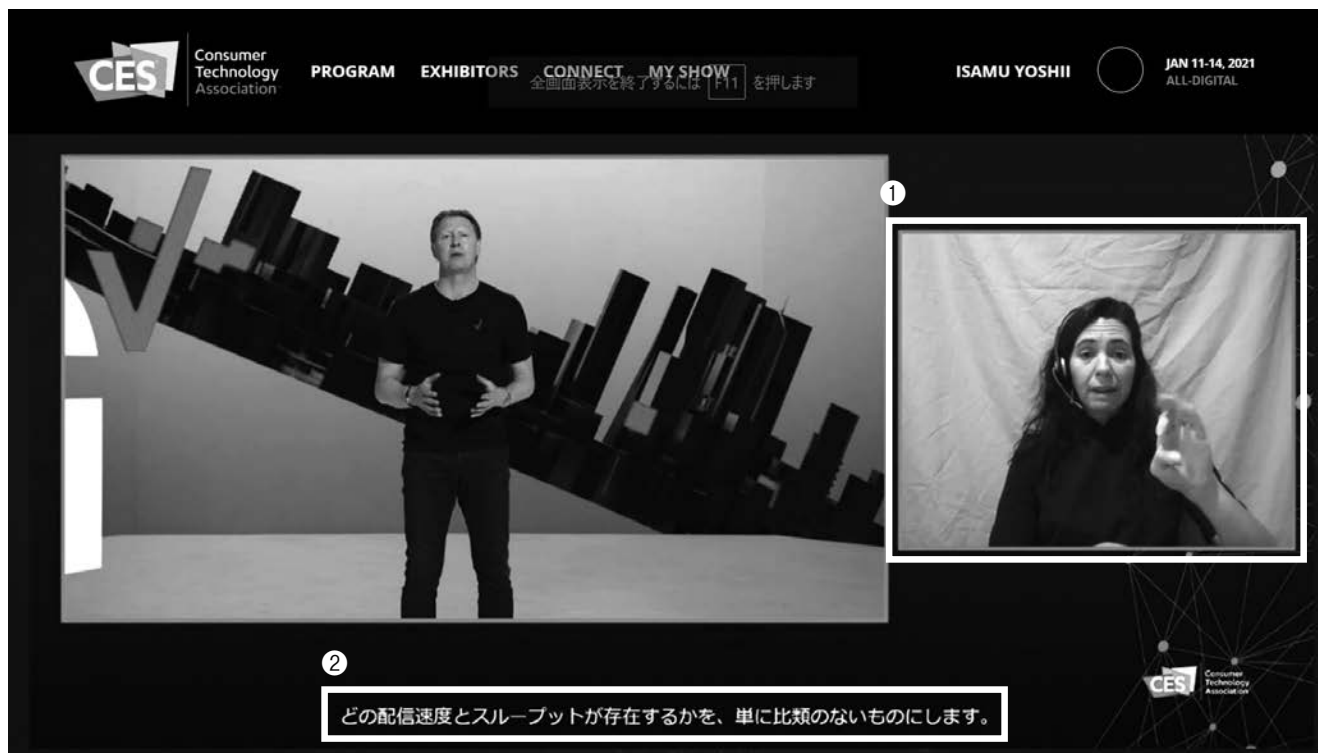 CES
Consumer
Technology
Association
PROGRAM EXHIBITORS CONNECT MY SHOW
全画面表示を終了するには F11 を押します
ISAMU YOSHII
JAN 11-14, 2021
ALL-DIGITAL
①
②
どの配信速度とスループットが存在するかを、単に比類のないものにします。
CES
Consumer
Technology
Association